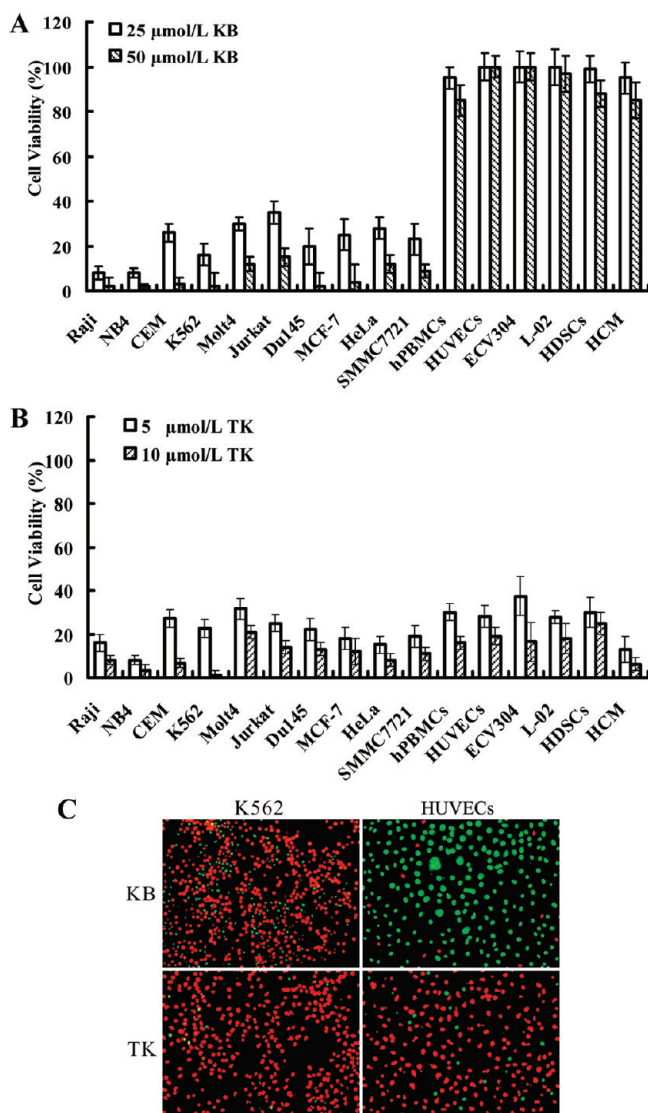 A
25 µmol/L KB
50 µmol/L KB
Cell Viability (%)
120
100
80
60
40
20
0
Raji
NB4
CEM
K562
Molt4
Jurkat
Du145
MCF-7
HeLa
SMMC7721
hPBMCs
HUVECs
ECV304
L-02
HDSCs
HCM
B
5 µmol/L TK
10 µmol/L TK
Cell Viability (%)
120
100
80
60
40
20
0
Raji
NB4
CEM
K562
Molt4
Jurkat
Du145
MCF-7
HeLa
SMMC7721
hPBMCs
HUVECs
ECV304
L-02
HDSCs
HCM
C
K562 HUVECs
KB
TK